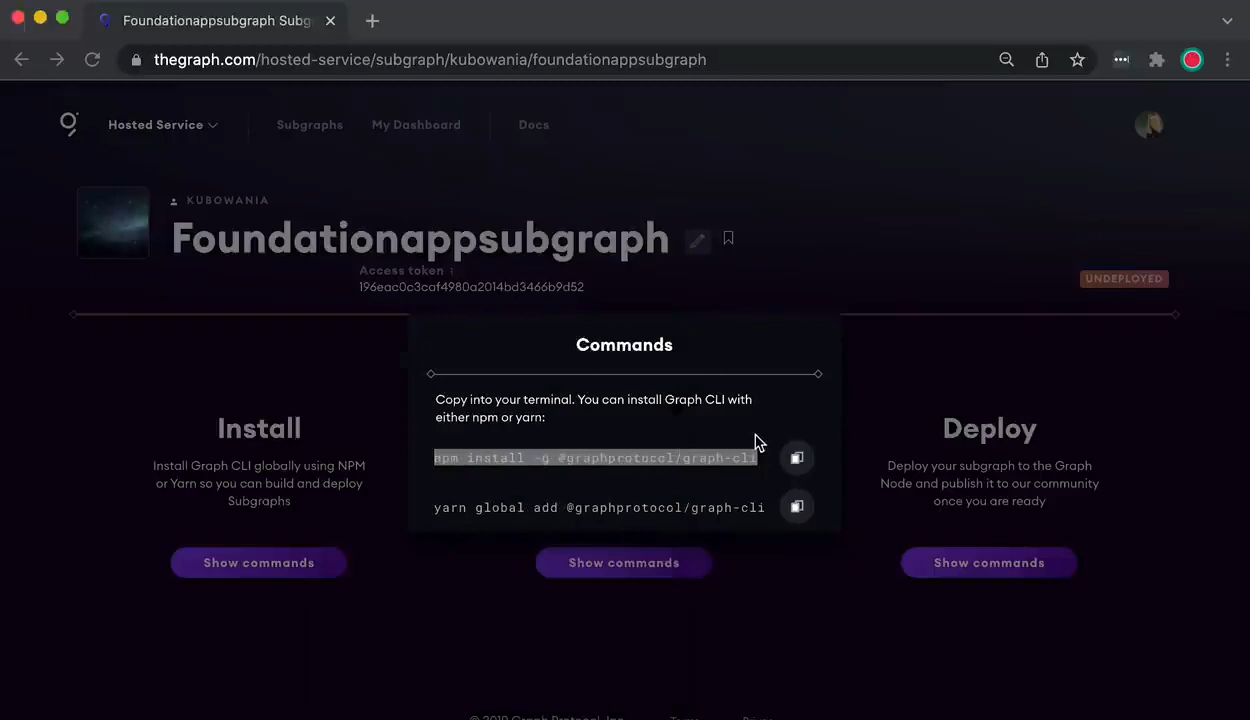 Foundationappsubgraph Subg
thegraph.com/hosted-service/subgraph/kubowania/foundationappsubgraph
Hosted Service
Subgraphs
My Dashboard
Docs
KUBOWANIA
Foundationappsubgraph
Access token
196eac0c3caf4980a2014bd3466b9d52
UNDEPLOYED
Commands
Copy into your terminal. You can install Graph CLI with
either npm or yarn:
npm install -g @graphprotocol/graph-cli
yarn global add @graphprotocol/graph-cli
Install
Install Graph CLI globally using NPM
or Yarn so you can build and deploy
Subgraphs
Show commands
Show commands
Deploy
Deploy your subgraph to the Graph
Node and publish it to our community
once you are ready
Show commands